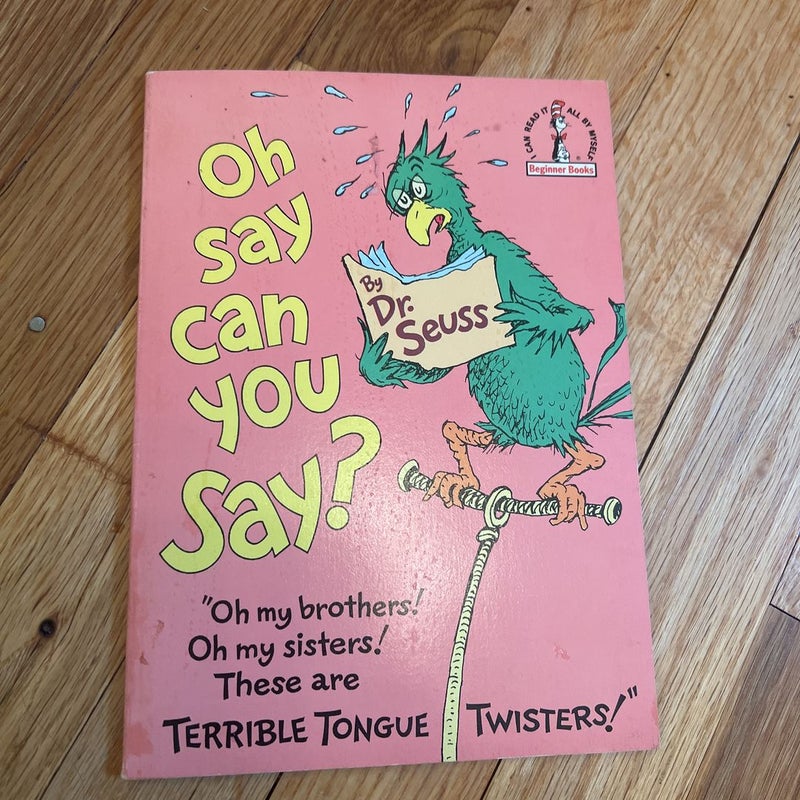 Oh
say
can
you
Say?
By
Dr.
Seuss
I CAN READ IT ALL BY MYSELF
Beginner Books
"Oh my brothers!
Oh my sisters!
These are
TERRIBLE TONGUE TWISTERS!"